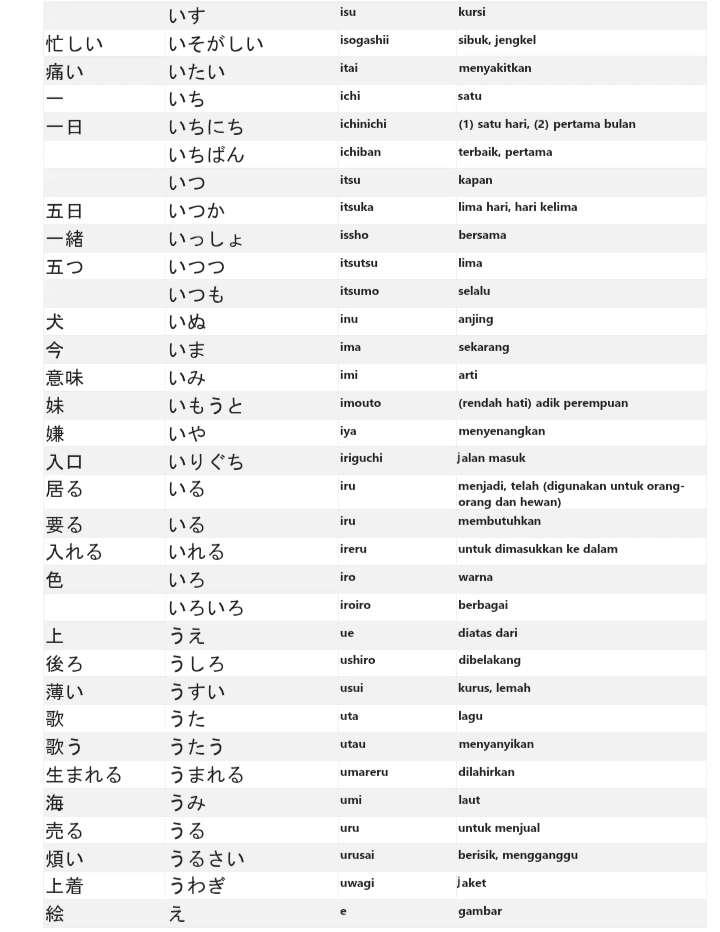 いす isu kursi
忙しい いそがしい isogashii sibuk, jengkel
痛い いたい itai menyakitkan
一 いち ichi satu
一日 いちにち ichinichi (1) satu hari, (2) pertama bulan
いちばん ichiban terbaik, pertama
いつ itsu kapan
五日 いつか itsuka lima hari, hari kelima
一緒 いっしょ issho bersama
五つ いつつ itsutsu lima
いつも itsumo selalu
犬 いぬ inu anjing
今 いま ima sekarang
意味 いみ imi arti
妹 いもうと imouto (rendah hati) adik perempuan
嫌 いや iya menyenangkan
入口 いりぐち iriguchi jalan masuk
居る いる iru menjadi, telah (digunakan untuk orang-
orang dan hewan)
要る いる iru membutuhkan
入れる いれる ireru untuk dimasukkan ke dalam
色 いろ iro warna
いろいろ iroiro berbagai
上 うえ ue diatas dari
後ろ うしろ ushiro dibelakang
薄い うすい usui kurus, lemah
歌 うた uta lagu
歌う うたう utau menyanyikan
生まれる うまれる umareru dilahirkan
海 うみ umi laut
売る うる uru untuk menjual
煩い うるさい urusai berisik, mengganggu
上着 うわぎ uwagi jaket
絵 え e gambar